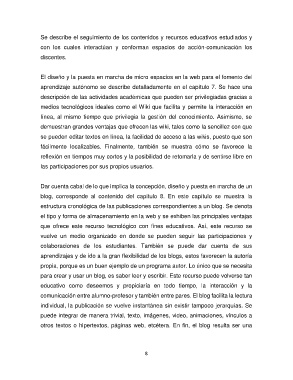 Se describe el seguimiento de los contenidos y recursos educativos estudiados y
con los cuales interactúan y conforman espacios de acción-comunicación los
discentes.
El diseño y la puesta en marcha de micro espacios en la web para el fomento del
aprendizaje autónomo se describe detalladamente en el capítulo 7. Se hace una
descripción de las actividades académicas que pueden ser privilegiadas gracias a
medios tecnológicos ideales como el Wiki que facilita y permite la interacción en
línea, al mismo tiempo que privilegia la gestión del conocimiento. Asimismo, se
demuestran grandes ventajas que ofrecen las wiki, tales como la sencillez con que
se pueden editar textos en línea, la facilidad de acceso a las wikis, puesto que son
fácilmente localizables. Finalmente, también se muestra cómo se favorece la
reflexión en tiempos muy cortos y la posibilidad de retomarla y de sentirse libre en
las participaciones por sus propios usuarios.
Dar cuenta cabal de lo que implica la concepción, diseño y puesta en marcha de un
blog, corresponde al contenido del capítulo 8. En este capítulo se muestra la
estructura cronológica de las publicaciones correspondientes a un blog. Se denota
el tipo y forma de almacenamiento en la web y se exhiben las principales ventajas
que ofrece este recurso tecnológico con fines educativos. Así, este recurso se
vuelve un medio organizado en donde se pueden seguir las participaciones y
colaboraciones de los estudiantes. También se puede dar cuenta de sus
aprendizajes y de ido a la gran flexibilidad de los blogs, estos favorecen la autoría
propia, porque es un buen ejemplo de un programa autor. Lo único que se necesita
para crear y usar un blog, es saber leer y escribir. Este recurso puede volverse tan
educativo como deseemos y propiciaría en todo tiempo, la interacción y la
comunicación entre alumno-profesor y también entre pares. El blog facilita la lectura
individual, la publicación se vuelve instantánea sin existir tampoco jerarquías. Se
puede integrar de manera trivial, texto, imágenes, video, animaciones, vínculos a
otros textos o hipertextos, páginas web, etcétera. En fin, el blog resulta ser una
8